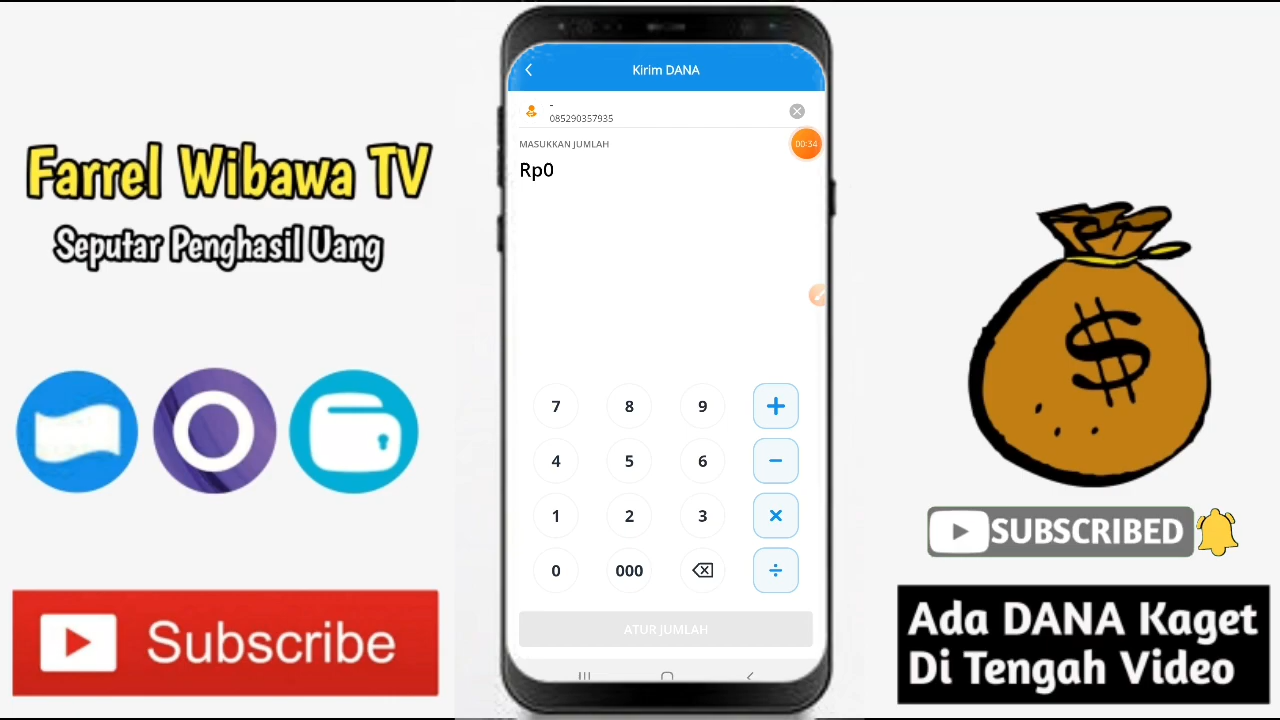 Farrel Wibawa TV
Seputar Penghasil Uang
Subscribe
Kirim DANA
-
085290357935
MASUKKAN JUMLAH
00:34
Rp0
7 8 9 +
4 5 6 −
1 2 3 ×
0 000 ÷
ATUR JUMLAH
$
SUBSCRIBED
Ada DANA Kaget
Di Tengah Video